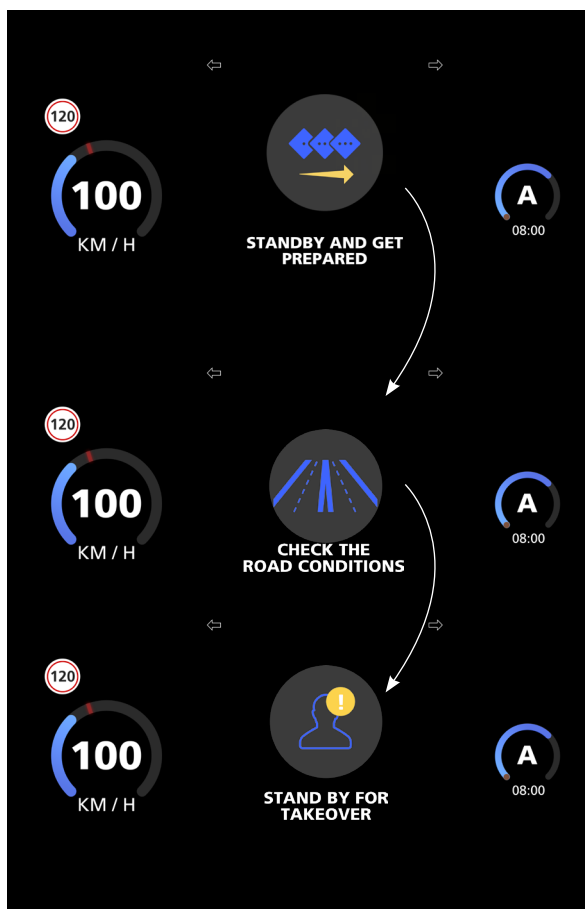 120
100
KM / H
STANDBY AND GET
PREPARED
A
08:00
120
100
KM / H
CHECK THE
ROAD CONDITIONS
A
08:00
120
100
KM / H
!
STAND BY FOR
TAKEOVER
A
08:00